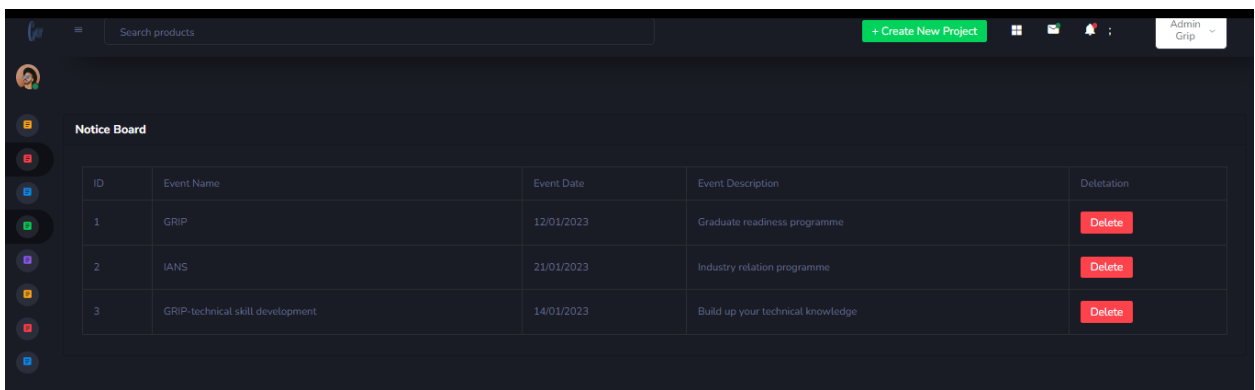 Search products
+ Create New Project
;
Admin
Grip
Notice Board
ID Event Name Event Date Event Description Deletation
1 GRIP 12/01/2023 Graduate readiness programme Delete
2 IANS 21/01/2023 Industry relation programme Delete
3 GRIP-technical skill development 14/01/2023 Build up your technical knowledge Delete